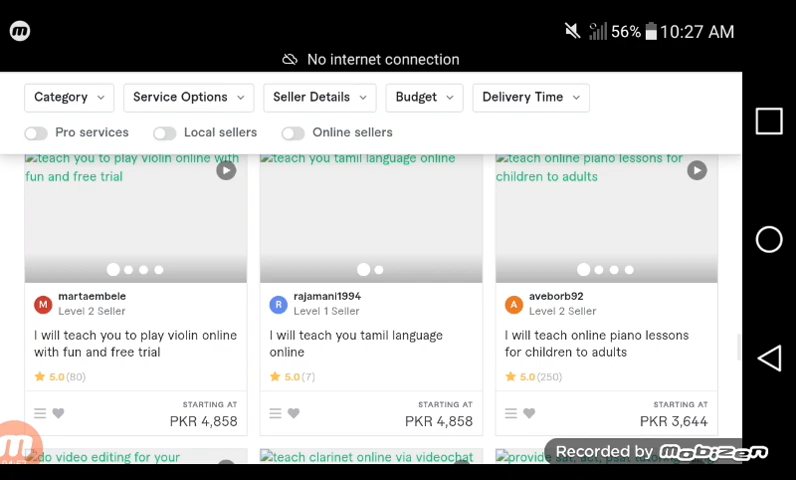 56% 10:27 AM
No internet connection
Category Service Options Seller Details Budget Delivery Time
Pro services Local sellers Online sellers
teach you to play violin online with
fun and free trial
teach you tamil language online
teach online piano lessons for
children to adults
M martaembele
Level 2 Seller
I will teach you to play violin online
with fun and free trial
5.0 (80)
STARTING AT
PKR 4,858
R rajamani1994
Level 1 Seller
I will teach you tamil language
online
5.0 (7)
STARTING AT
PKR 4,858
A aveborb92
Level 2 Seller
I will teach online piano lessons
for children to adults
5.0 (250)
STARTING AT
PKR 3,644
do video editing for your
teach clarinet online via videochat
provide sat, act,
Recorded by Mobizen